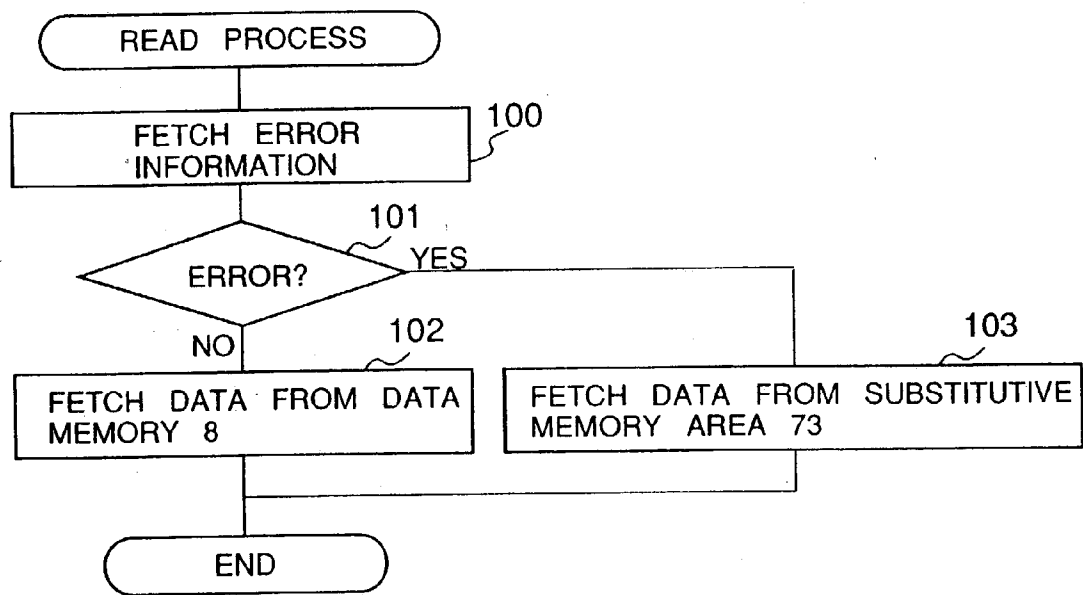 READ PROCESS
100
FETCH ERROR
INFORMATION
101
ERROR?
YES
NO
102
103
FETCH DATA FROM DATA
MEMORY 8
FETCH DATA FROM SUBSTITUTIVE
MEMORY AREA 73
END